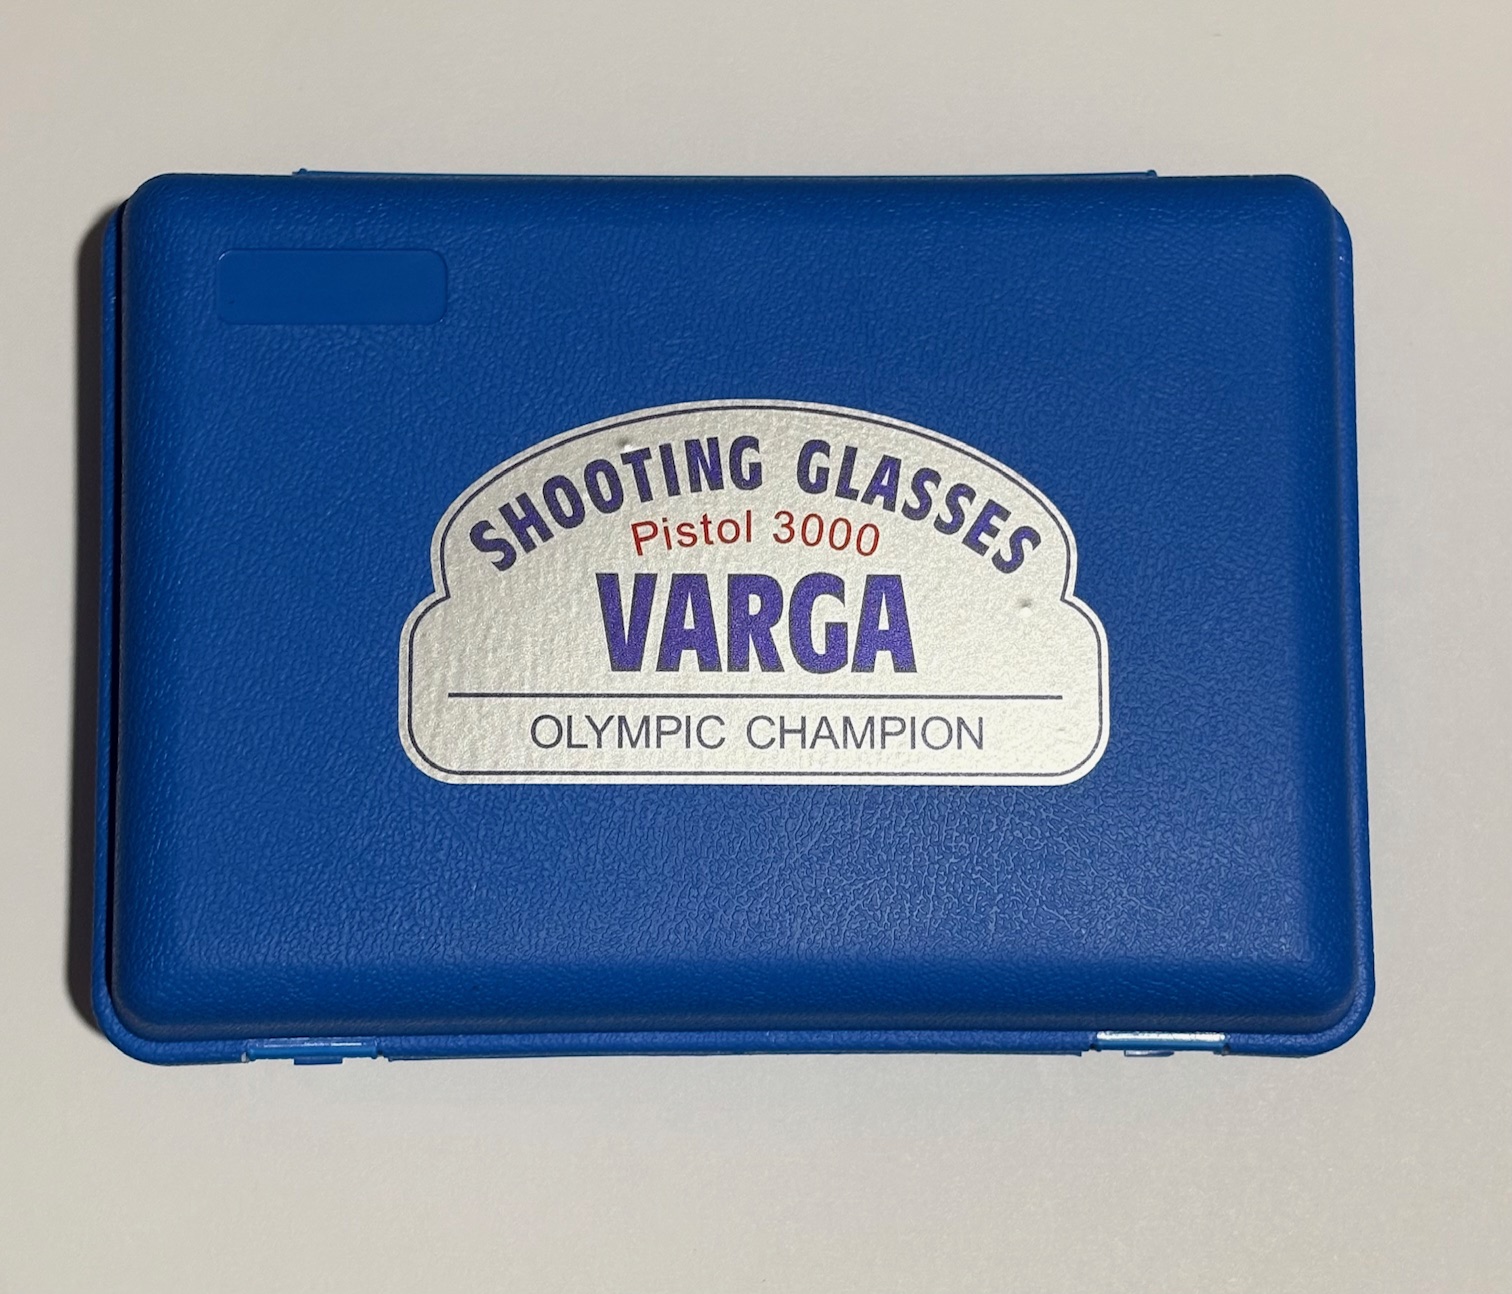 SHOOTING GLASSES
Pistol 3000
VARGA
OLYMPIC CHAMPION